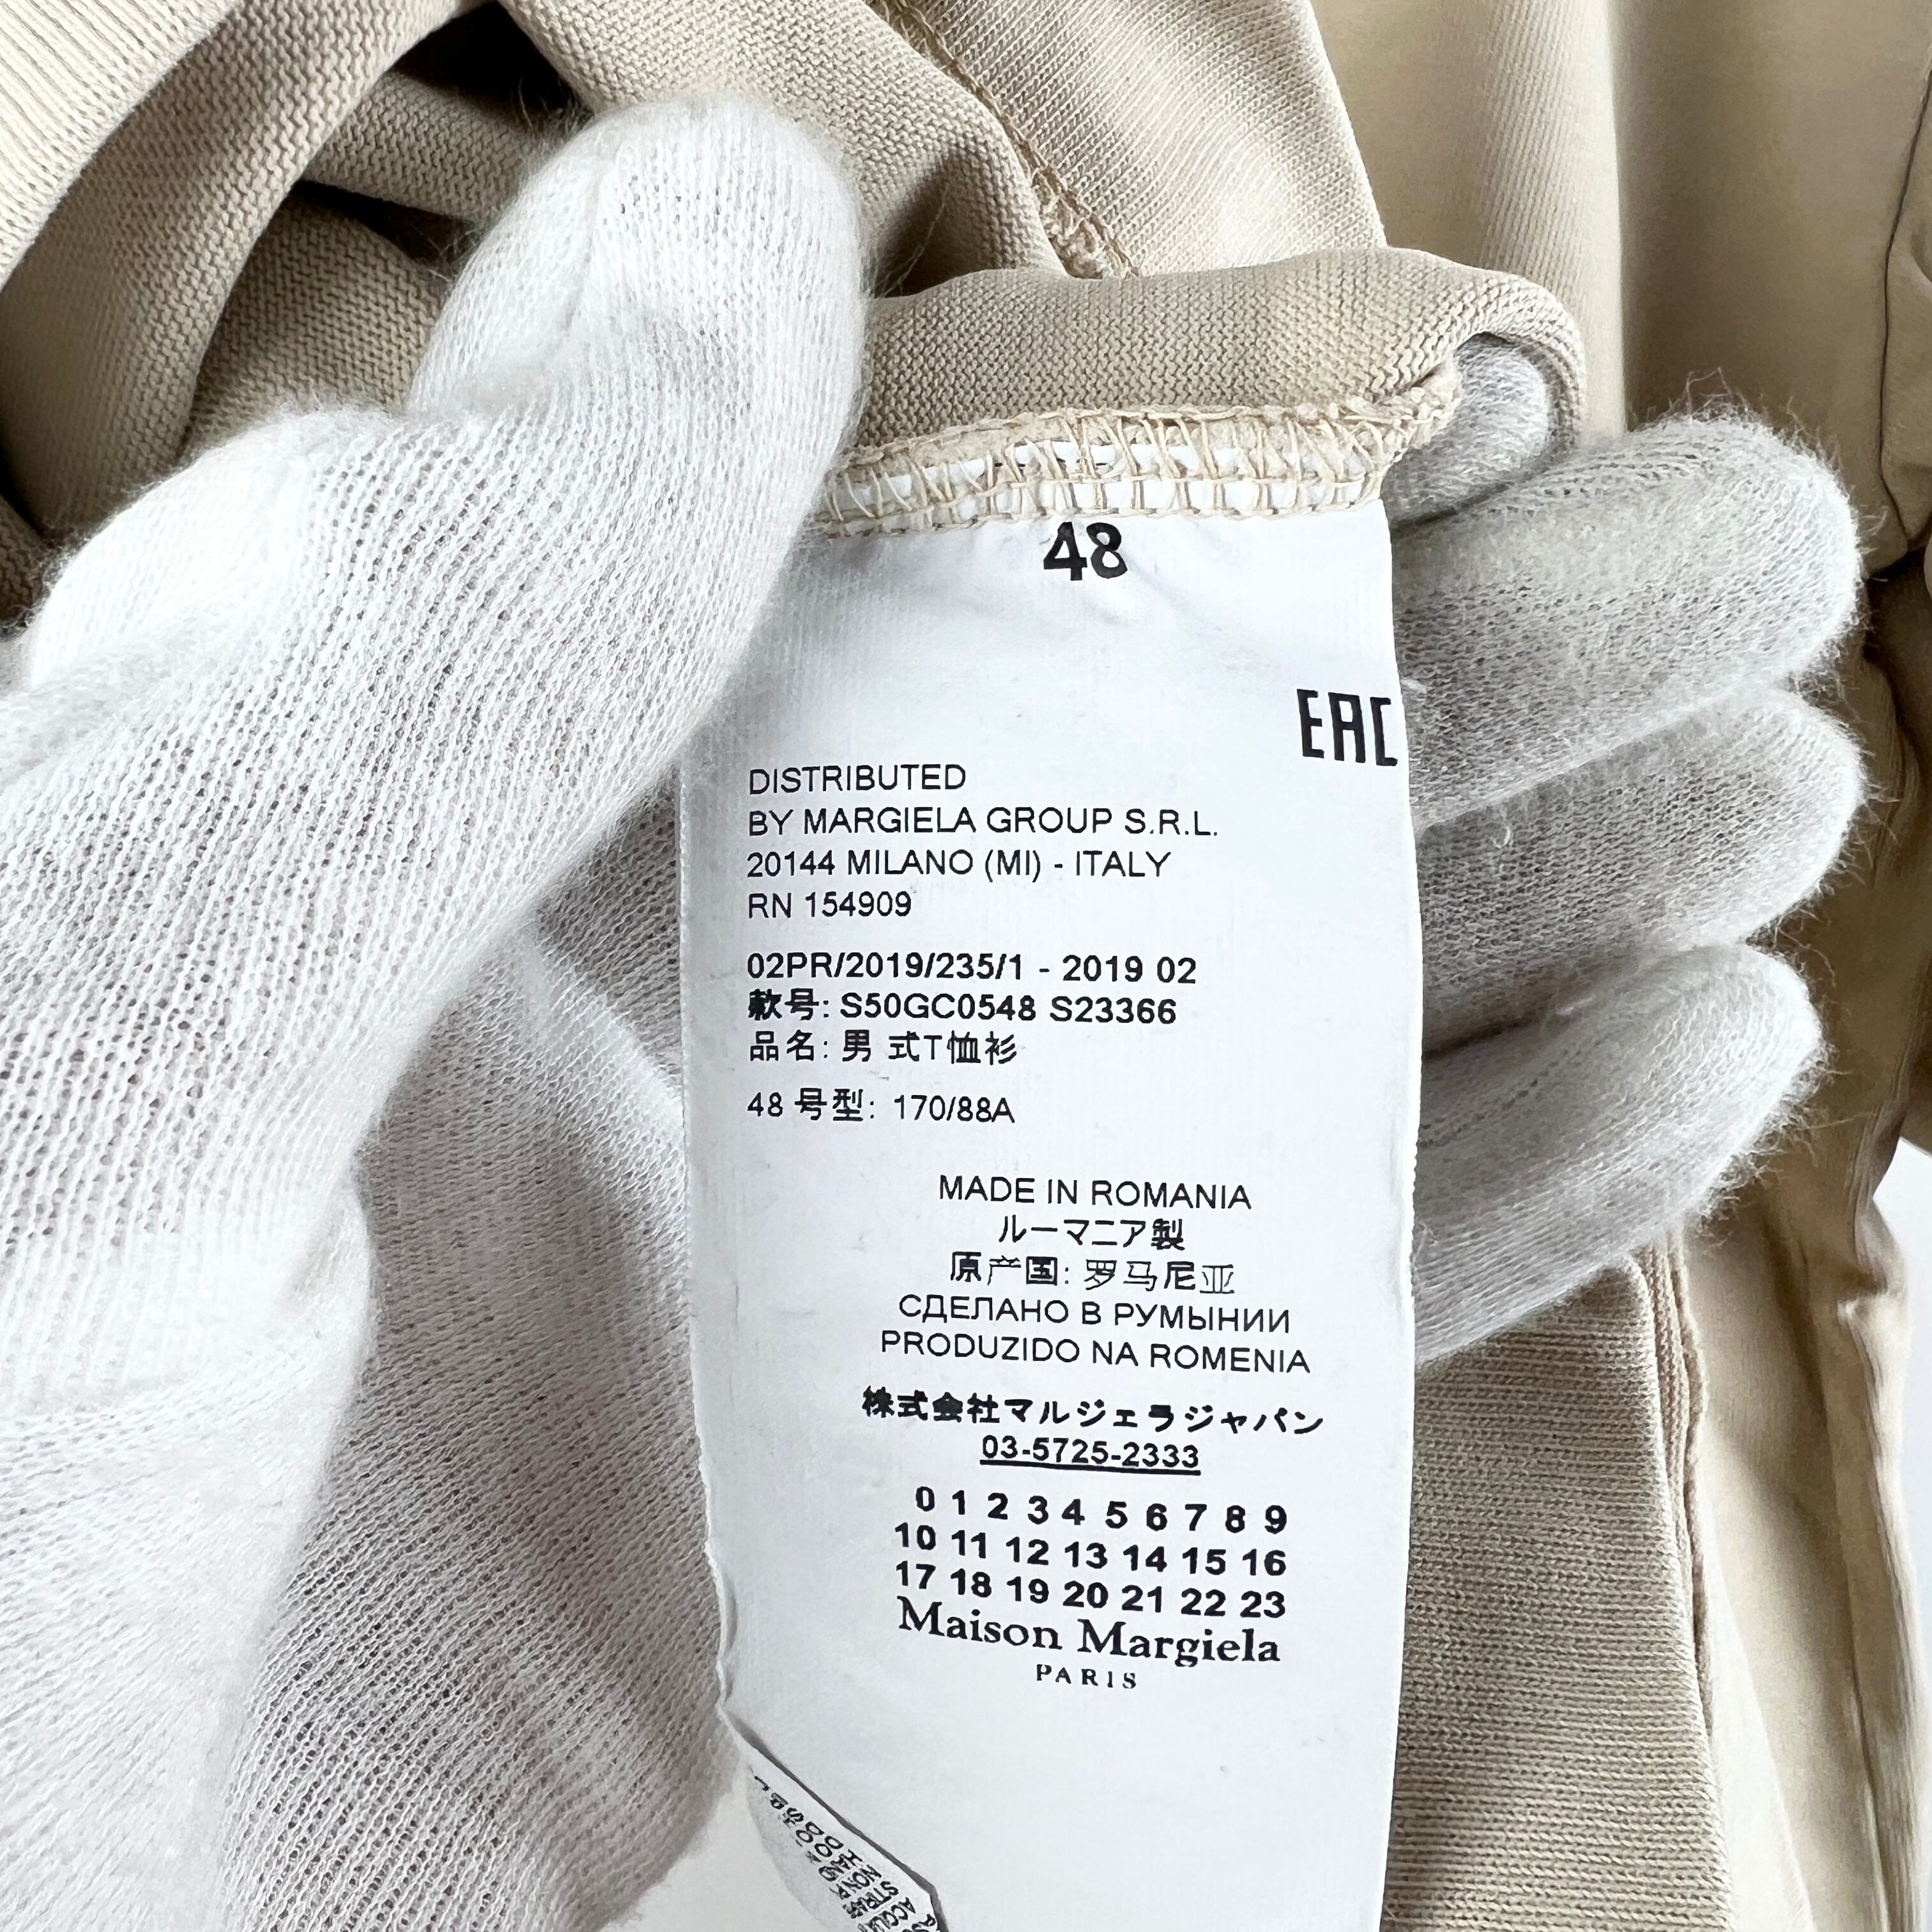 48
EAC
DISTRIBUTED
BY MARGIELA GROUP S.R.L.
20144 MILANO (MI) - ITALY
RN 154909
02PR/2019/235/1 - 2019 02
款号: S50GC0548 S23366
品名: 男 式T恤衫
48 号型: 170/88A
MADE IN ROMANIA
ルーマニア製
原产国: 罗马尼亚
СДЕЛАНО В РУМЫНИИ
PRODUZIDO NA ROMENIA
株式会社マルジェラジャパン
03-5725-2333
0 1 2 3 4 5 6 7 8 9
10 11 12 13 14 15 16
17 18 19 20 21 22 23
Maison Margiela
PARIS